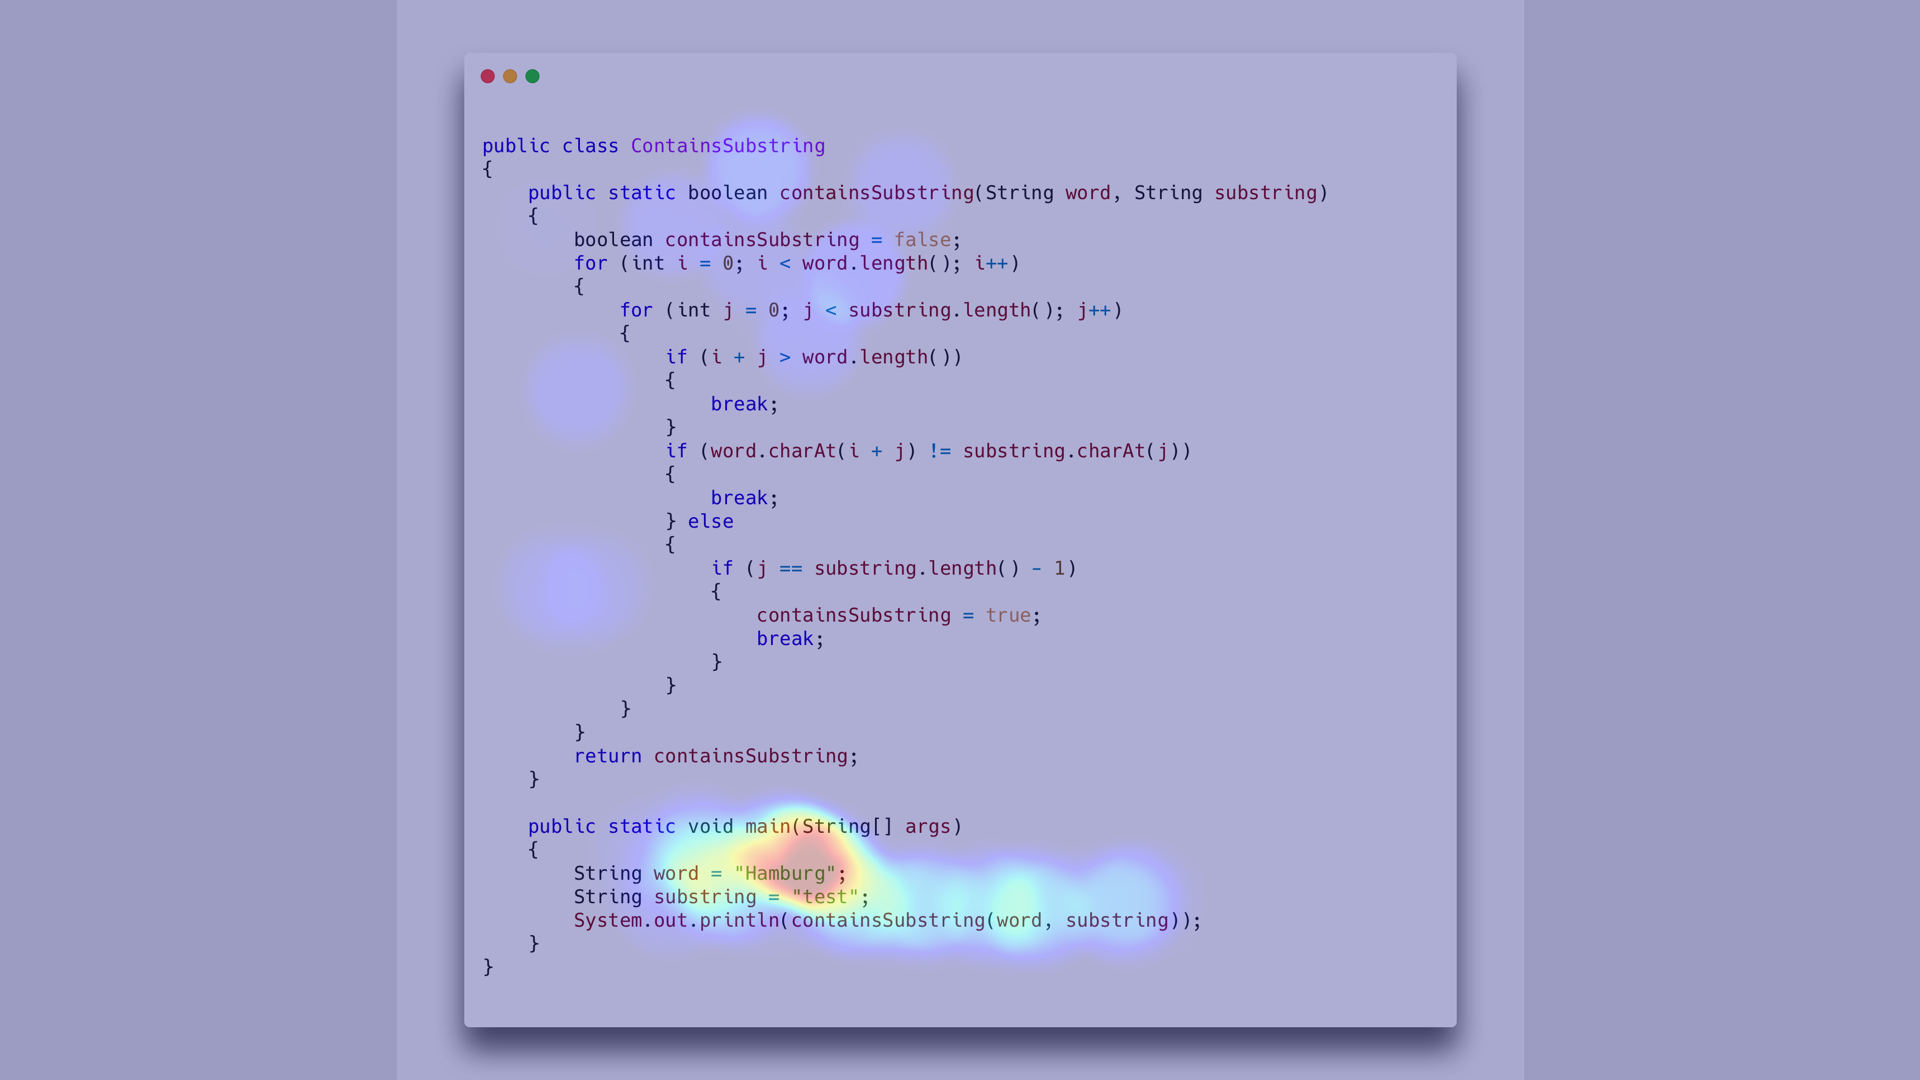 public class ContainsSubstring
{
    public static boolean containsSubstring(String word, String substring)
    {
        boolean containsSubstring = false;
        for (int i = 0; i < word.length(); i++)
        {
            for (int j = 0; j < substring.length(); j++)
            {
                if (i + j > word.length())
                {
                    break;
                }
                if (word.charAt(i + j) != substring.charAt(j))
                {
                    break;
                } else
                {
                    if (j == substring.length() - 1)
                    {
                        containsSubstring = true;
                        break;
                    }
                }
            }
        }
        return containsSubstring;
    }

    public static void main(String[] args)
    {
        String word = "Hamburg";
        String substring = "test";
        System.out.println(containsSubstring(word, substring));
    }
}